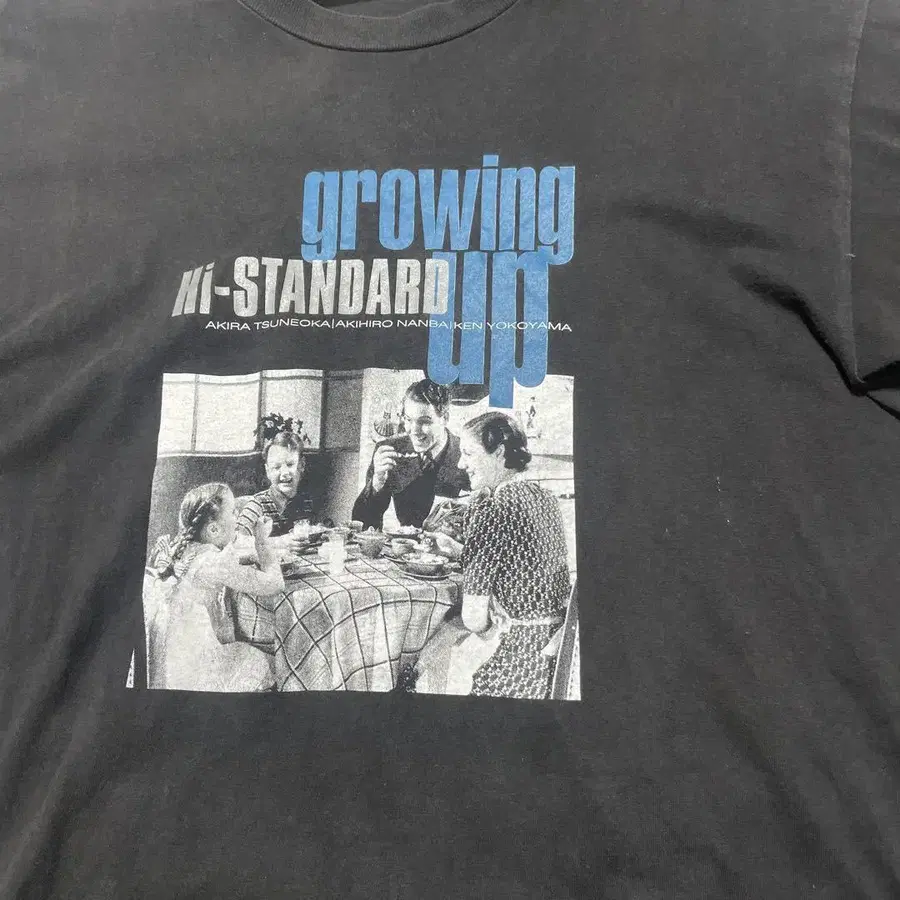 growing
up
Hi-STANDARD
AKIRA TSUNEOKA|AKIHIRO NANBA|KEN YOKOYAMA